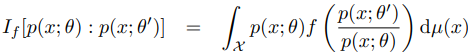 I_f[p(x;θ) : p(x;θ′)] = ∫_𝒳 p(x;θ) f ( p(x;θ′) / p(x;θ) ) dμ(x)